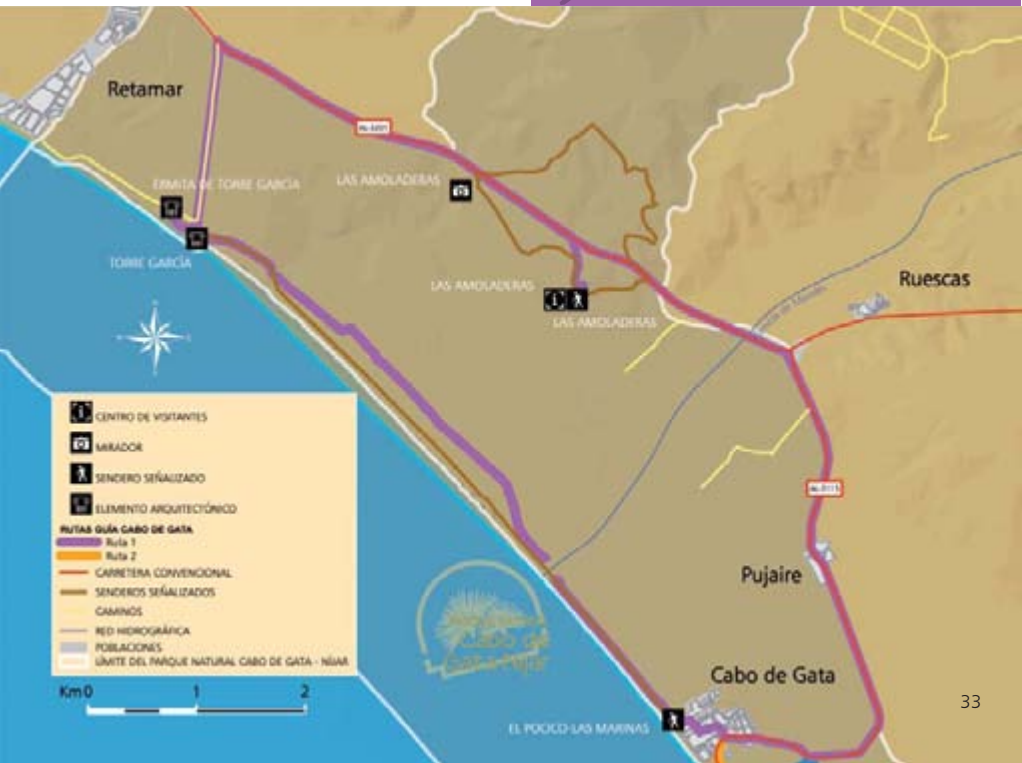 Retamar
ERMITA DE TORRE GARCÍA
LAS AMOLADERAS
TORRE GARCÍA
LAS AMOLADERAS
LAS AMOLADERAS
Ruescas
CENTRO DE VISITANTES
MIRADOR
SENDERO SEÑALIZADO
ELEMENTO ARQUITECTÓNICO
RUTAS GUÍA CABO DE GATA
Ruta 1
Ruta 2
CARRETERA CONVENCIONAL
SENDEROS SEÑALIZADOS
CAMINOS
RED HIDROGRÁFICA
POBLACIONES
LÍMITE DEL PARQUE NATURAL CABO DE GATA - NÍJAR
Km 0 1 2
Pujaire
Cabo de Gata
EL POCICO-LAS MARINAS
33